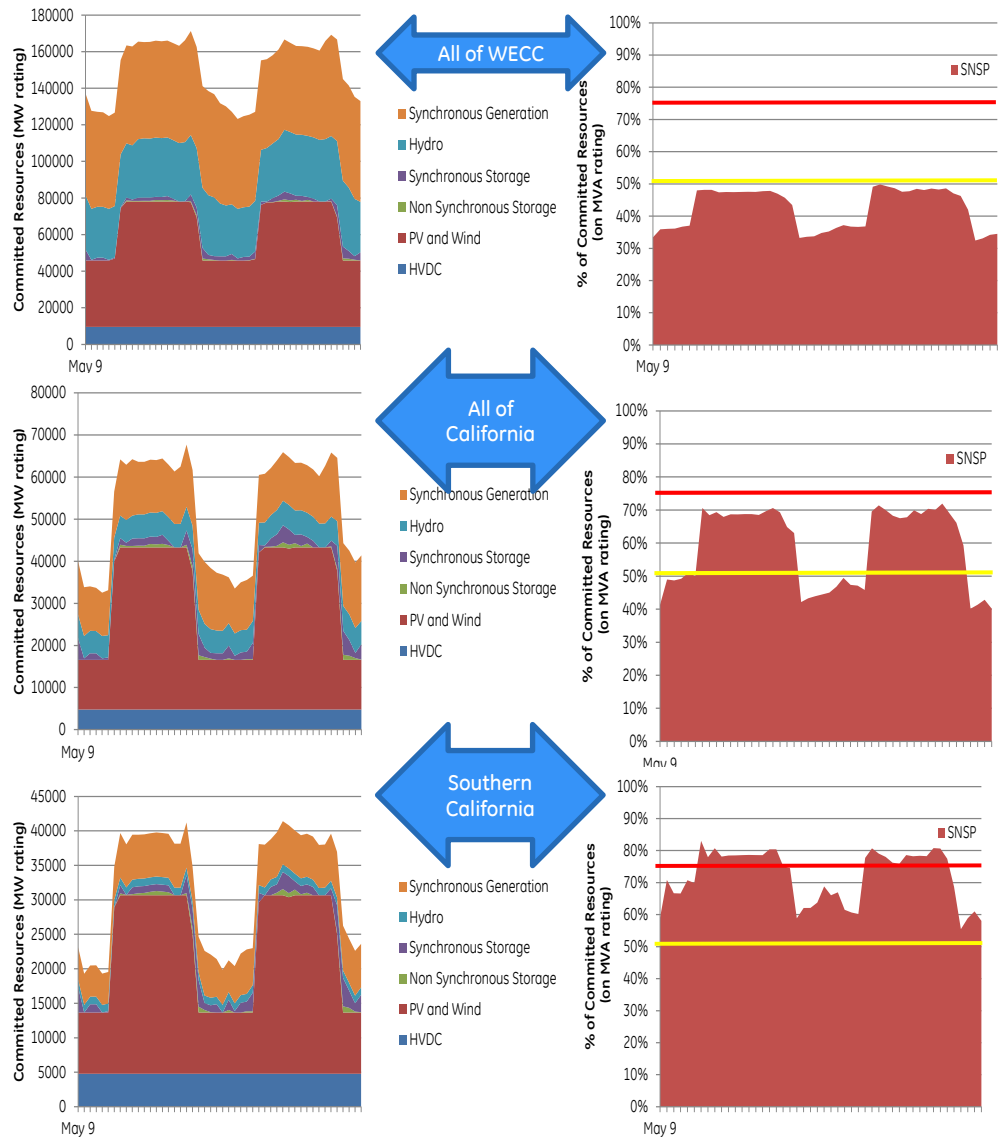 Committed Resources (MW rating)
180000
160000
140000
120000
100000
80000
60000
40000
20000
0
May 9
All of WECC
Synchronous Generation
Hydro
Synchronous Storage
Non Synchronous Storage
PV and Wind
HVDC
% of Committed Resources
(on MVA rating)
100%
90%
80%
70%
60%
50%
40%
30%
20%
10%
0%
SNSP
May 9
Committed Resources (MW rating)
80000
70000
60000
50000
40000
30000
20000
10000
0
May 9
All of
California
Synchronous Generation
Hydro
Synchronous Storage
Non Synchronous Storage
PV and Wind
HVDC
% of Committed Resources
(on MVA rating)
100%
90%
80%
70%
60%
50%
40%
30%
20%
10%
0%
SNSP
May 9
Committed Resources (MW rating)
45000
40000
35000
30000
25000
20000
15000
10000
5000
0
May 9
Southern
California
Synchronous Generation
Hydro
Synchronous Storage
Non Synchronous Storage
PV and Wind
HVDC
% of Committed Resources
(on MVA rating)
100%
90%
80%
70%
60%
50%
40%
30%
20%
10%
0%
SNSP
May 9